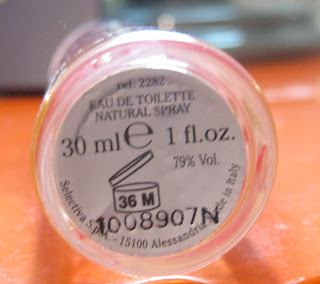 ref. 2282
EAU DE TOILETTE
NATURAL SPRAY
30 ml ℮ 1 fl.oz.
79% Vol.
36 M
1008907N
Selectiva S.p.A. - 15100 Alessandria Made in Italy